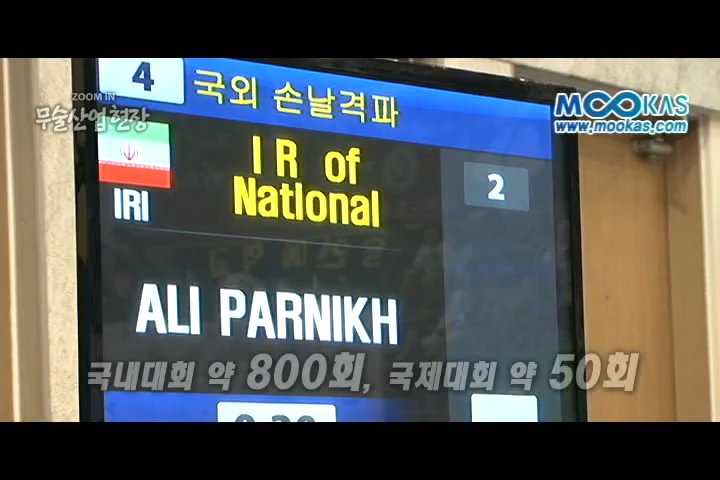 4
국외 손날격파
ZOOM IN
무술산업 현장
MOOKAS
www.mookas.com
I R of
National
2
IRI
ALI PARNIKH
국내대회 약 800회, 국제대회 약 50회